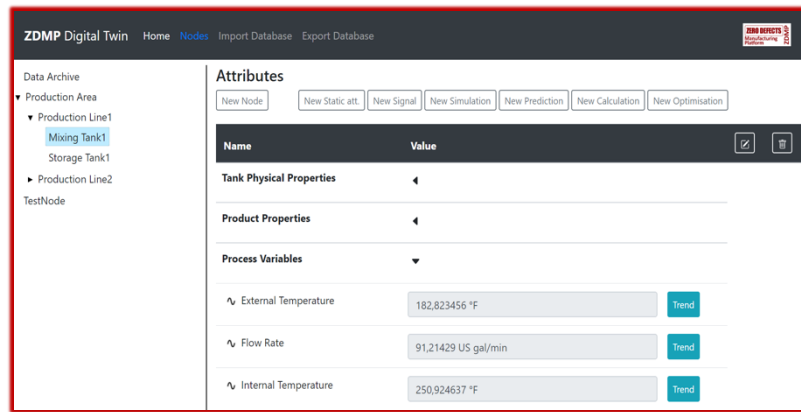 ZDMP Digital Twin Home Nodes Import Database Export Database
ZERO DEFECTS
Manufacturing
Platform
ZDMP
Data Archive
Production Area
Production Line1
Mixing Tank1
Storage Tank1
Production Line2
TestNode
Attributes
New Node New Static att. New Signal New Simulation New Prediction New Calculation New Optimisation
Name Value
Tank Physical Properties
Product Properties
Process Variables
External Temperature 182,823456 °F Trend
Flow Rate 91,21429 US gal/min Trend
Internal Temperature 250,924637 °F Trend